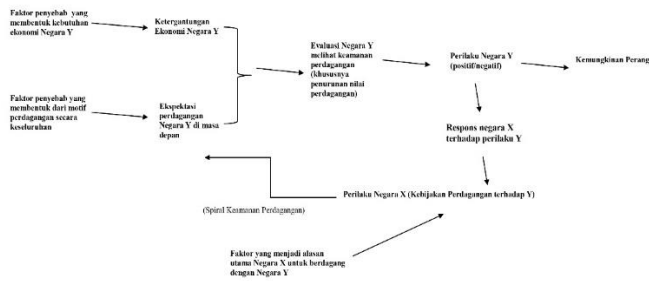 Faktor penyebab yang
membentuk kebutuhan
ekonomi Negara Y
Ketergantungan
Ekonomi Negara Y
Evaluasi Negara Y
melihat keamanan
perdagangan
(khususnya
penurunan nilai
perdagangan)
Perilaku Negara Y
(positif/negatif)
Kemungkinan Perang
Faktor penyebab yang
membentuk dari motif
perdagangan secara
keseluruhan
Ekspektasi
perdagangan
Negara Y di masa
depan
Respons negara X
terhadap perilaku Y
Perilaku Negara X (Kebijakan Perdagangan terhadap Y)
(Spiral Keamanan Perdagangan)
Faktor yang menjadi alasan
utama Negara X untuk berdagang
dengan Negara Y